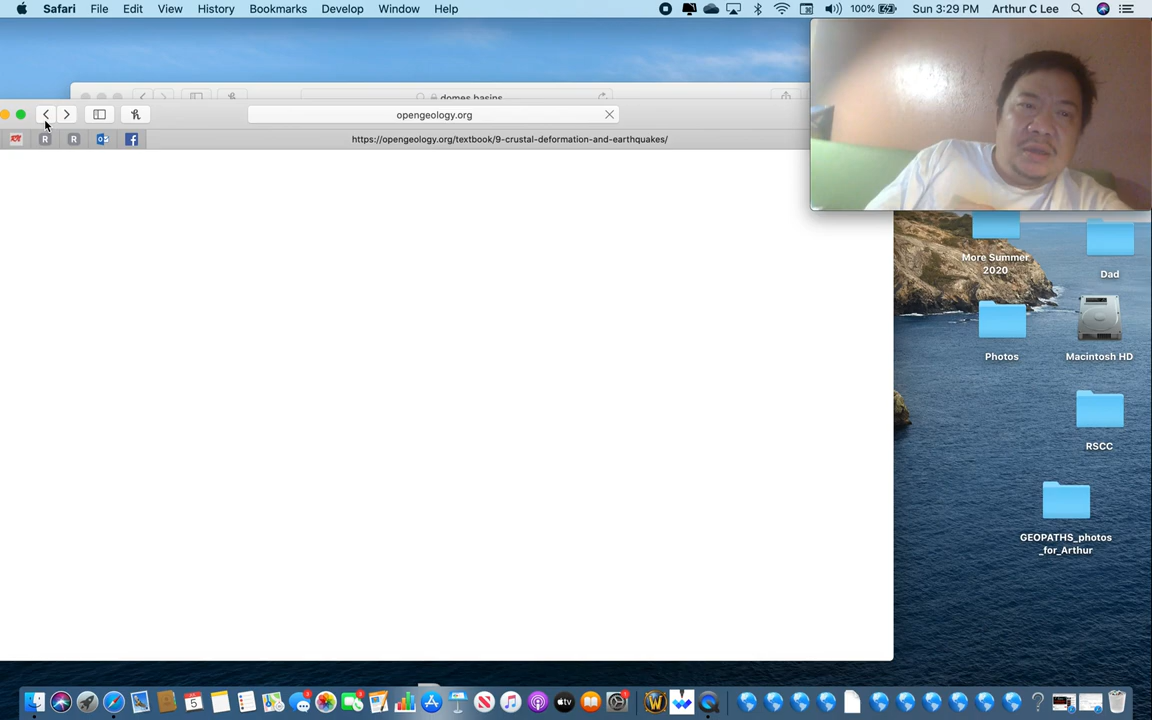 Safari File Edit View History Bookmarks Develop Window Help 100% Sun 3:29 PM Arthur C Lee
domes basins
opengeology.org
R R https://opengeology.org/textbook/9-crustal-deformation-and-earthquakes/
More Summer
2020
Dad
Photos
Macintosh HD
RSCC
GEOPATHS_photos
_for_Arthur
5